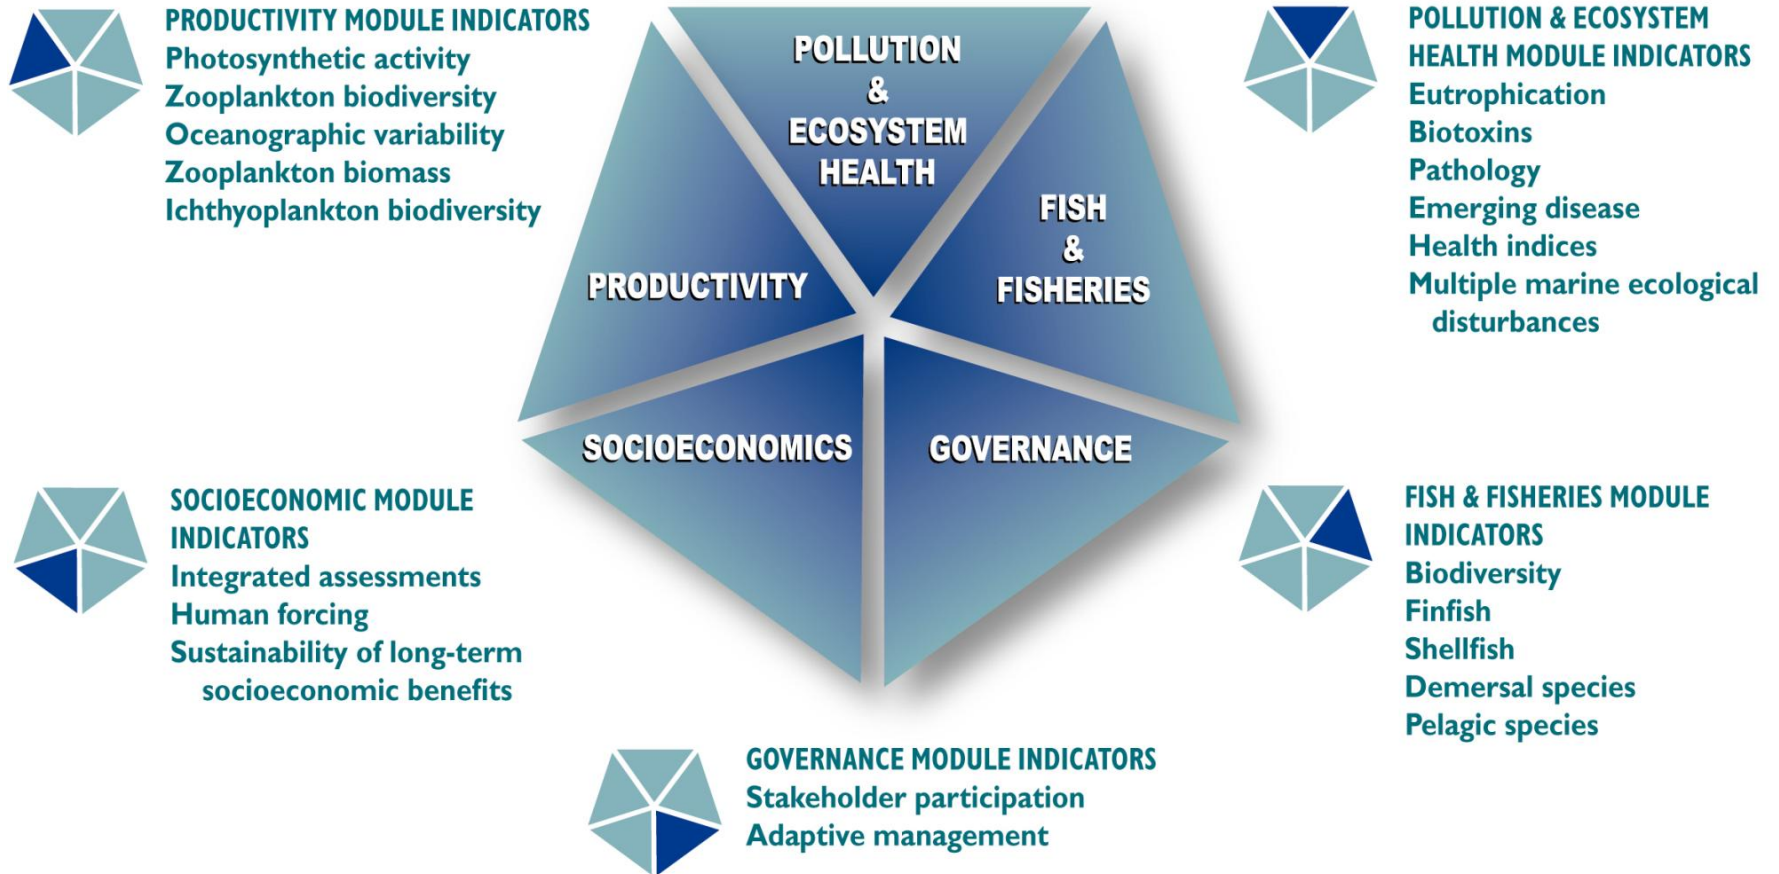 PRODUCTIVITY MODULE INDICATORS
Photosynthetic activity
Zooplankton biodiversity
Oceanographic variability
Zooplankton biomass
Ichthyoplankton biodiversity
POLLUTION
&
ECOSYSTEM
HEALTH
FISH
&
FISHERIES
PRODUCTIVITY
SOCIOECONOMICS
GOVERNANCE
POLLUTION & ECOSYSTEM
HEALTH MODULE INDICATORS
Eutrophication
Biotoxins
Pathology
Emerging disease
Health indices
Multiple marine ecological
disturbances
SOCIOECONOMIC MODULE
INDICATORS
Integrated assessments
Human forcing
Sustainability of long-term
socioeconomic benefits
FISH & FISHERIES MODULE
INDICATORS
Biodiversity
Finfish
Shellfish
Demersal species
Pelagic species
GOVERNANCE MODULE INDICATORS
Stakeholder participation
Adaptive management